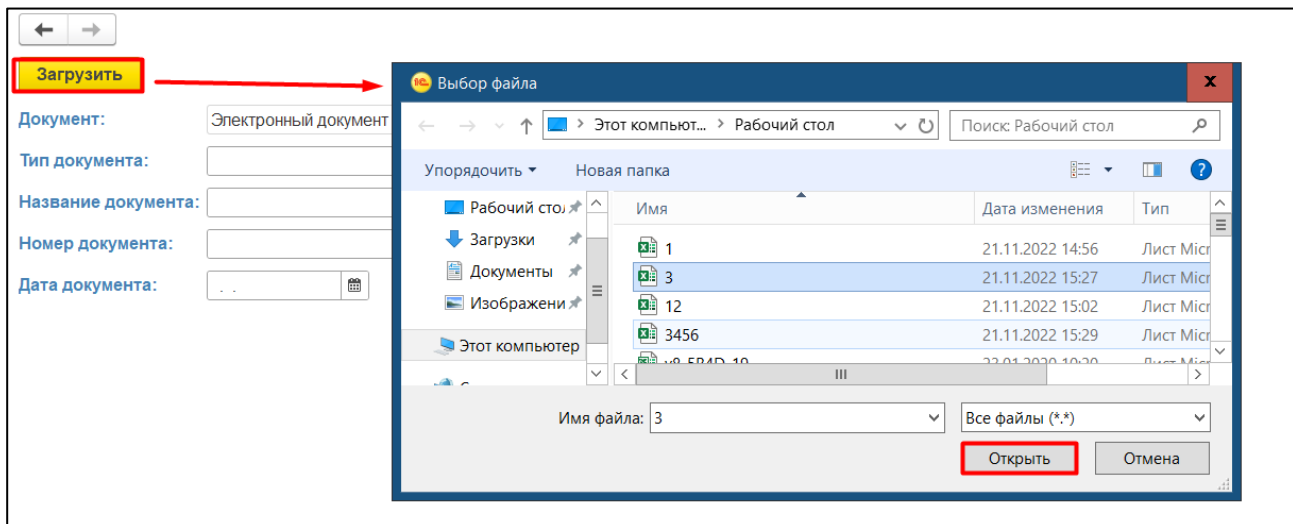 Загрузить
Документ: Электронный документ
Тип документа:
Название документа:
Номер документа:
Дата документа: . .
1С Выбор файла x
Этот компьют... > Рабочий стол
Поиск: Рабочий стол
Упорядочить Новая папка ?
Рабочий сто
Загрузки
Документы
Изображени
Этот компьютер
Имя Дата изменения Тип
1 21.11.2022 14:56 Лист Micr
3 21.11.2022 15:27 Лист Micr
12 21.11.2022 15:02 Лист Micr
3456 21.11.2022 15:29 Лист Micr
Имя файла: 3 Все файлы (*.*)
Открыть Отмена